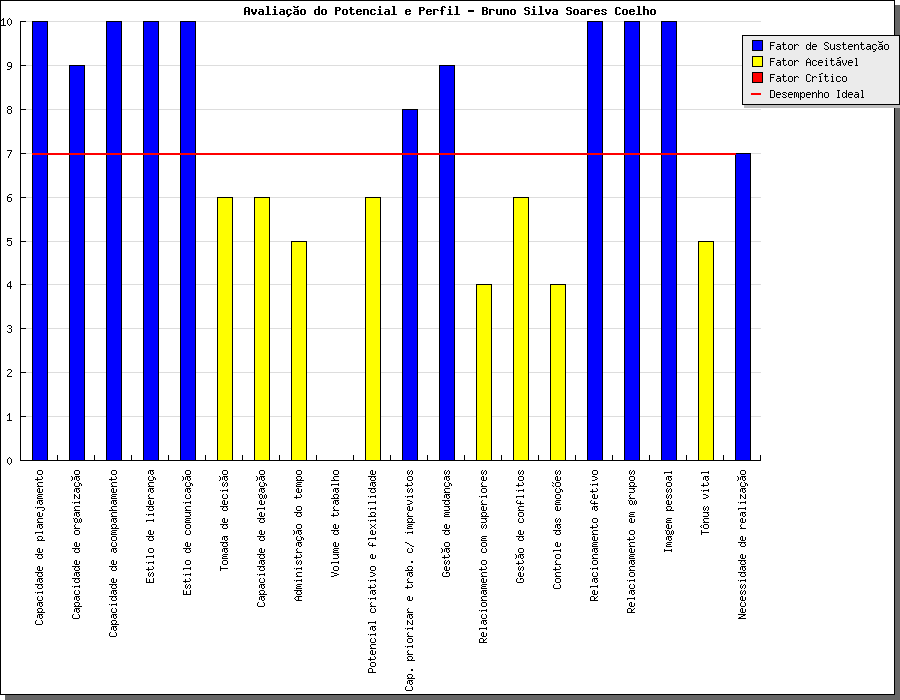 Avaliação do Potencial e Perfil - Bruno Silva Soares Coelho
Fator de Sustentação
Fator Aceitável
Fator Crítico
Desempenho Ideal
10
9
8
7
6
5
4
3
2
1
0
Capacidade de planejamento
Capacidade de organização
Capacidade de acompanhamento
Estilo de liderança
Estilo de comunicação
Tomada de decisão
Capacidade de delegação
Administração do tempo
Volume de trabalho
Potencial criativo e flexibilidade
Cap. priorizar e trab. c/ imprevistos
Gestão de mudanças
Relacionamento com superiores
Gestão de conflitos
Controle das emoções
Relacionamento afetivo
Relacionamento em grupos
Imagem pessoal
Tônus vital
Necessidade de realização